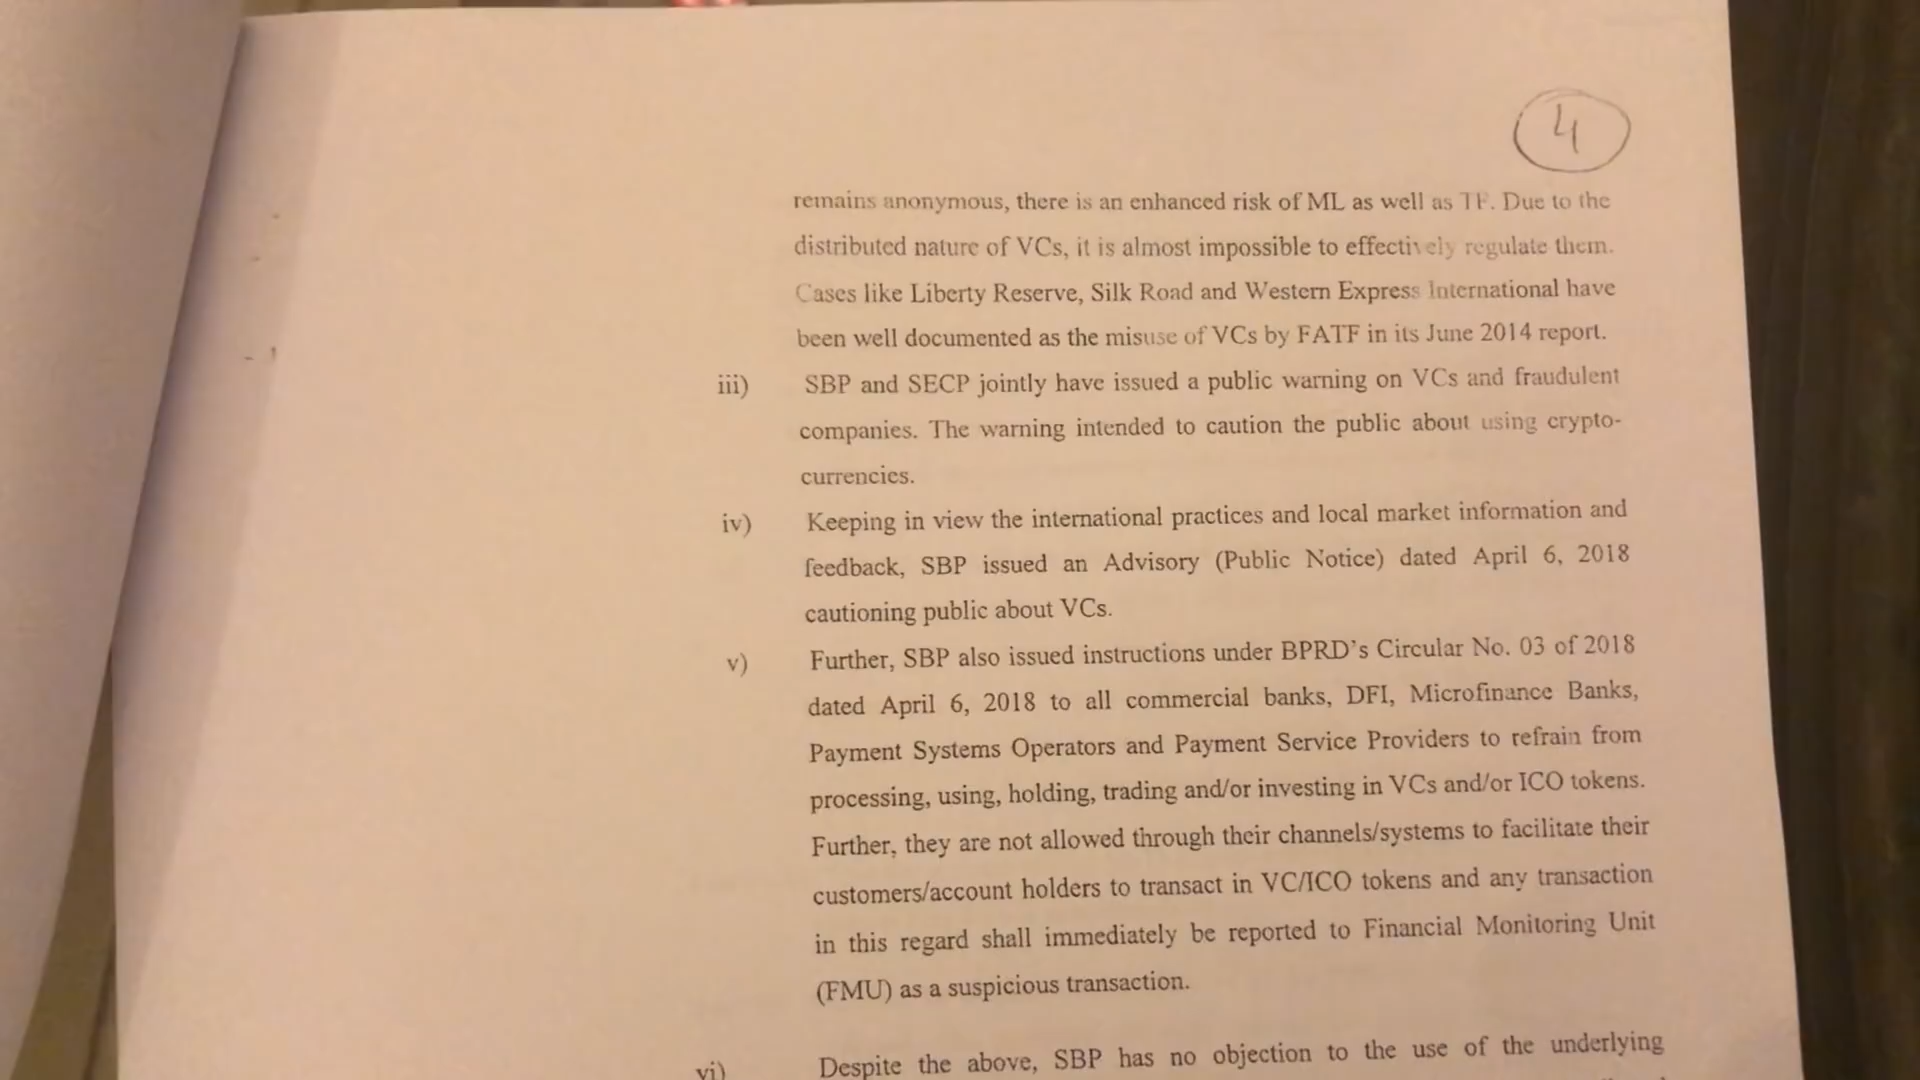 4
remains anonymous, there is an enhanced risk of ML as well as TF. Due to the
distributed nature of VCs, it is almost impossible to effectively regulate them.
Cases like Liberty Reserve, Silk Road and Western Express International have
been well documented as the misuse of VCs by FATF in its June 2014 report.
iii) SBP and SECP jointly have issued a public warning on VCs and fraudulent
companies. The warning intended to caution the public about using crypto-
currencies.
iv) Keeping in view the international practices and local market information and
feedback, SBP issued an Advisory (Public Notice) dated April 6, 2018
cautioning public about VCs.
v) Further, SBP also issued instructions under BPRD's Circular No. 03 of 2018
dated April 6, 2018 to all commercial banks, DFI, Microfinance Banks,
Payment Systems Operators and Payment Service Providers to refrain from
processing, using, holding, trading and/or investing in VCs and/or ICO tokens.
Further, they are not allowed through their channels/systems to facilitate their
customers/account holders to transact in VC/ICO tokens and any transaction
in this regard shall immediately be reported to Financial Monitoring Unit
(FMU) as a suspicious transaction.
vi) Despite the above, SBP has no objection to the use of the underlying